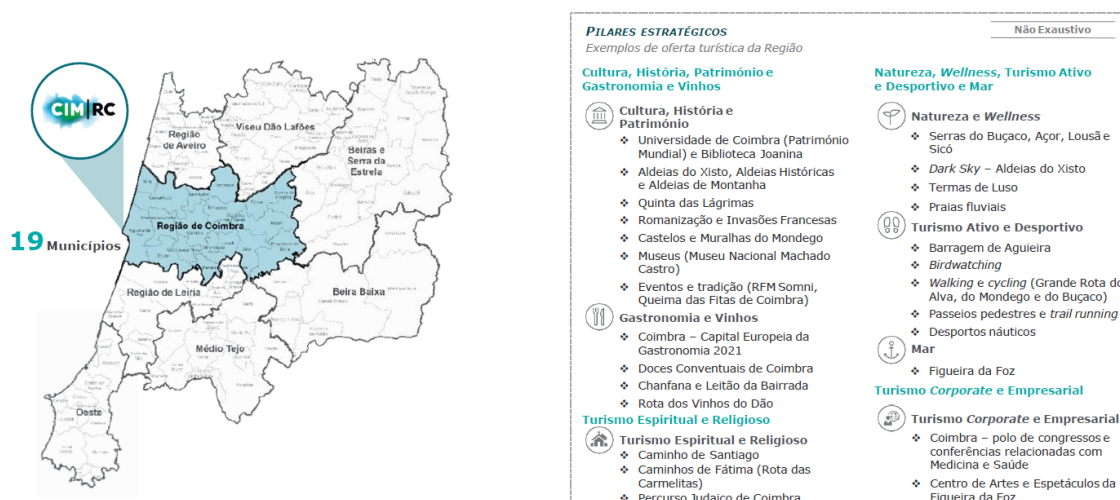 CIM|RC
Viseu Dão Lafões
Região
de Aveiro
Beiras e
Serra da
Estrela
Região de Coimbra
19 Municípios
Região de Leiria
Beira Baixa
Médio Tejo
Oeste
PILARES ESTRATÉGICOS
Não Exaustivo
Exemplos de oferta turística da Região
Cultura, História, Património e
Gastronomia e Vinhos
Cultura, História e
Património
❖ Universidade de Coimbra (Património
Mundial) e Biblioteca Joanina
❖ Aldeias do Xisto, Aldeias Históricas
e Aldeias de Montanha
❖ Quinta das Lágrimas
❖ Romanização e Invasões Francesas
❖ Castelos e Muralhas do Mondego
❖ Museus (Museu Nacional Machado
Castro)
❖ Eventos e tradição (RFM Somni,
Queima das Fitas de Coimbra)
Gastronomia e Vinhos
❖ Coimbra – Capital Europeia da
Gastronomia 2021
❖ Doces Conventuais de Coimbra
❖ Chanfana e Leitão da Bairrada
❖ Rota dos Vinhos do Dão
Turismo Espiritual e Religioso
Turismo Espiritual e Religioso
❖ Caminho de Santiago
❖ Caminhos de Fátima (Rota das
Carmelitas)
❖ Percurso Judaico de Coimbra
Natureza, Wellness, Turismo Ativo
e Desportivo e Mar
Natureza e Wellness
❖ Serras do Buçaco, Açor, Lousã e
Sicó
❖ Dark Sky – Aldeias do Xisto
❖ Termas de Luso
❖ Praias fluviais
Turismo Ativo e Desportivo
❖ Barragem de Aguieira
❖ Birdwatching
❖ Walking e cycling (Grande Rota do
Alva, do Mondego e do Buçaco)
❖ Passeios pedestres e trail running
❖ Desportos náuticos
Mar
❖ Figueira da Foz
Turismo Corporate e Empresarial
Turismo Corporate e Empresarial
❖ Coimbra – polo de congressos e
conferências relacionadas com
Medicina e Saúde
❖ Centro de Artes e Espetáculos da
Figueira da Foz